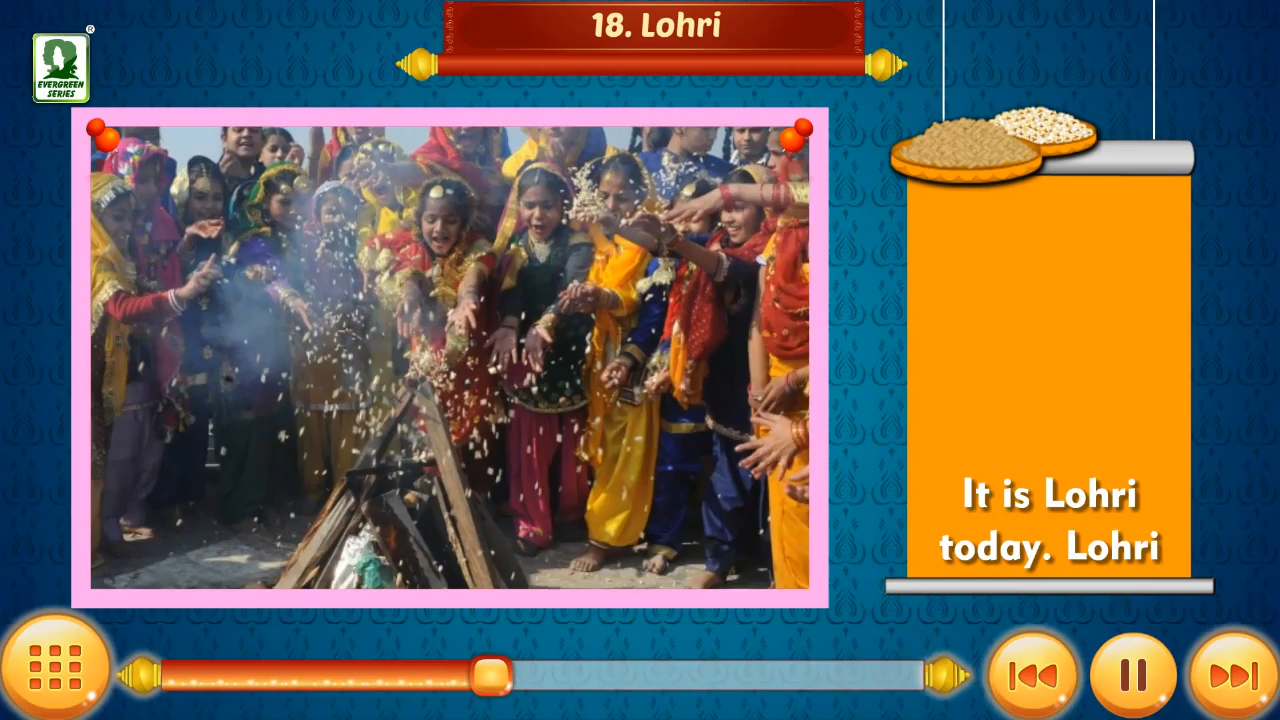 18. Lohri
®
EVERGREEN
SERIES
It is Lohri
today. Lohri